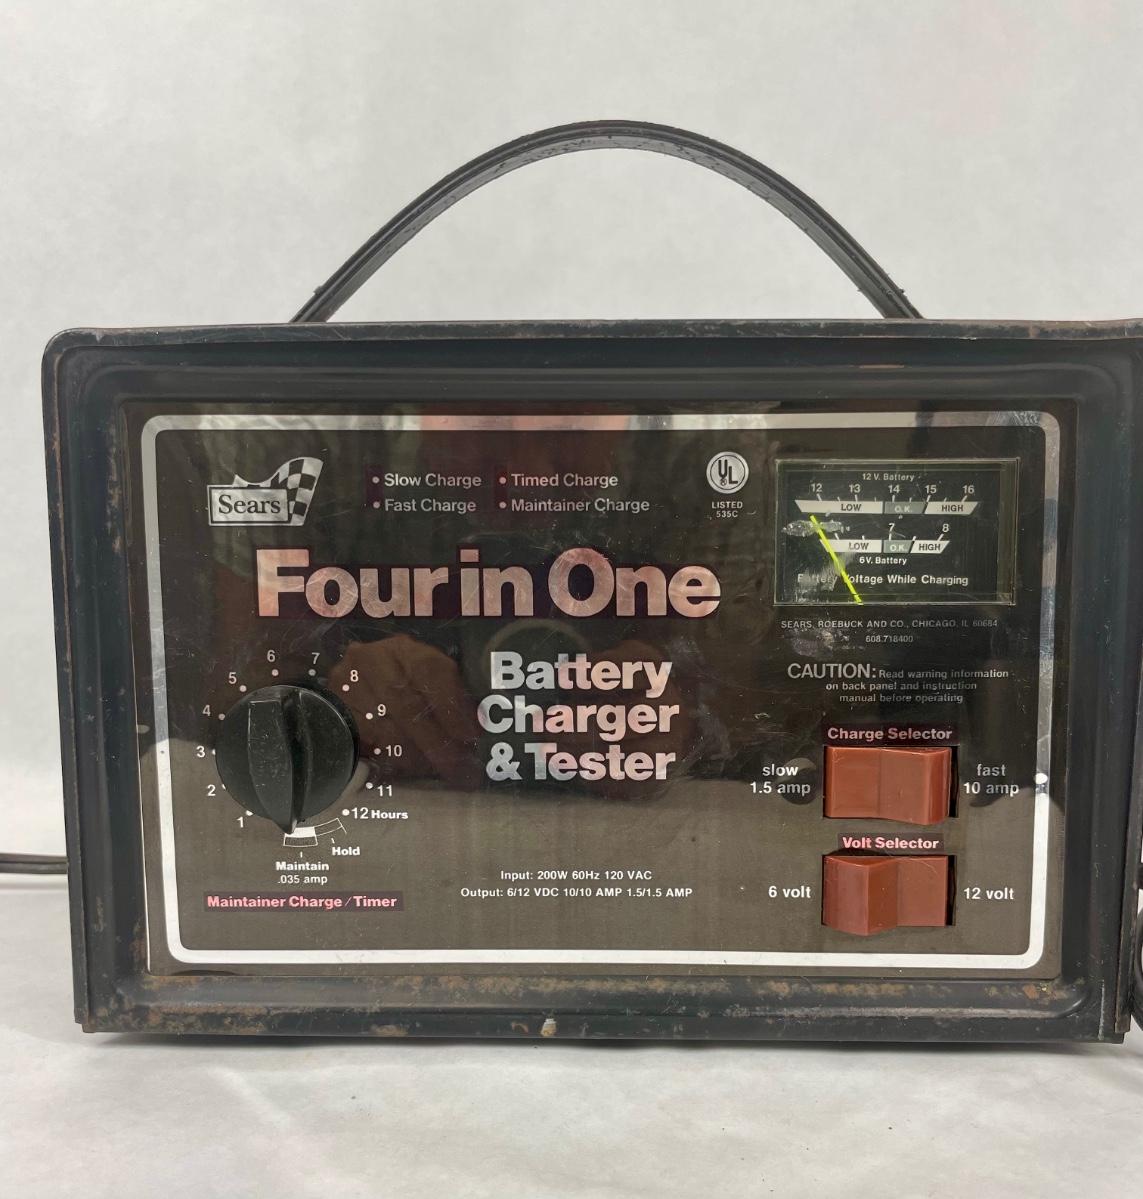 Sears
• Slow Charge • Timed Charge
• Fast Charge • Maintainer Charge
UL
®
LISTED
535C
12 V. Battery
12 13 14 15 16
LOW O.K. HIGH
7 8
LOW O.K. HIGH
6 V. Battery
Battery Voltage While Charging
SEARS, ROEBUCK AND CO., CHICAGO, IL 60684
608.718400
Four in One
Battery
Charger
& Tester
CAUTION: Read warning information
on back panel and instruction
manual before operating
Charge Selector
slow
1.5 amp
fast
10 amp
Volt Selector
6 volt
12 volt
1
2
3
4
5
6
7
8
9
10
11
12 Hours
Hold
Maintain
.035 amp
Maintainer Charge/Timer
Input: 200W 60Hz 120 VAC
Output: 6/12 VDC 10/10 AMP 1.5/1.5 AMP